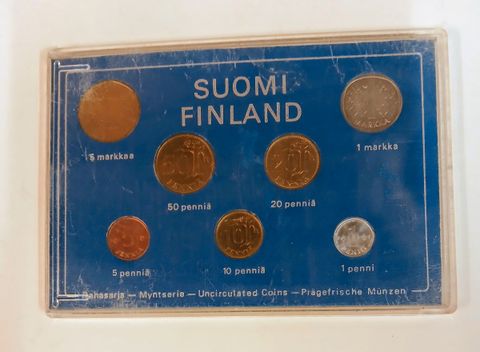 SUOMI
FINLAND
5 markkaa
1 markka
50 penniä
20 penniä
5 penniä
10 penniä
1 penni
Rahasarja — Myntserie — Uncirculated Coins — Prägefrische Münzen